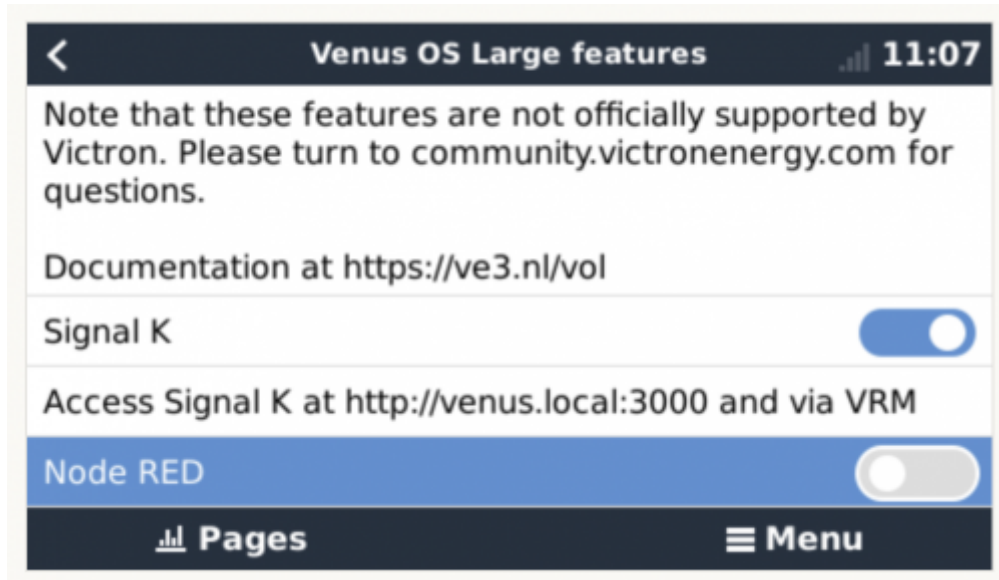 Venus OS Large features 11:07
Note that these features are not officially supported by
Victron. Please turn to community.victronenergy.com for
questions.
Documentation at https://ve3.nl/vol
Signal K
Access Signal K at http://venus.local:3000 and via VRM
Node RED
Pages Menu